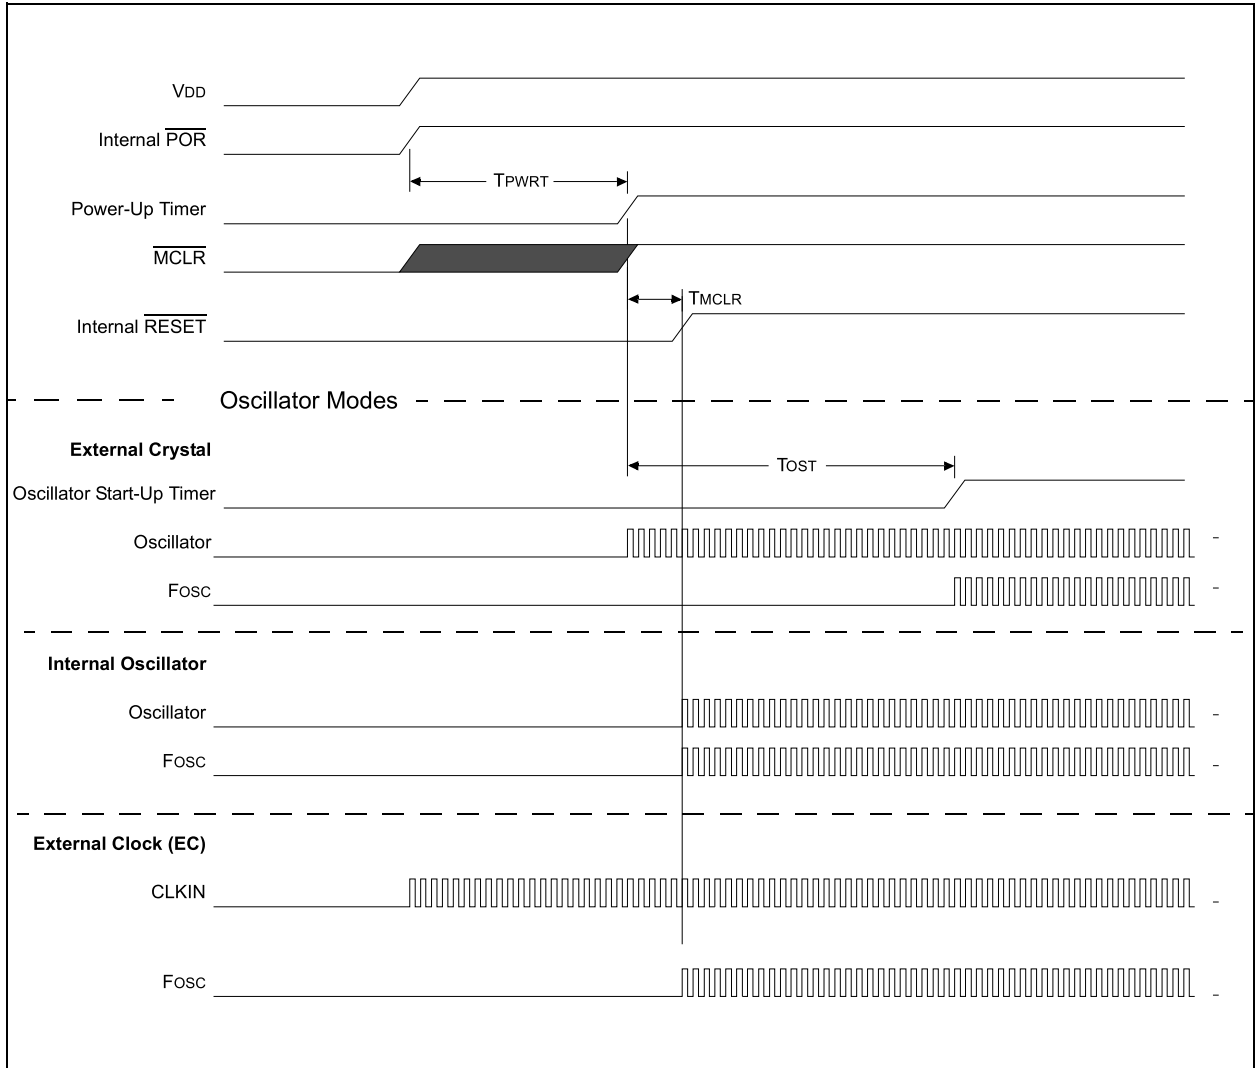 VDD
Internal POR
TPWRT
Power-Up Timer
MCLR
TMCLR
Internal RESET
Oscillator Modes
External Crystal
TOST
Oscillator Start-Up Timer
Oscillator
FOSC
Internal Oscillator
Oscillator
FOSC
External Clock (EC)
CLKIN
FOSC